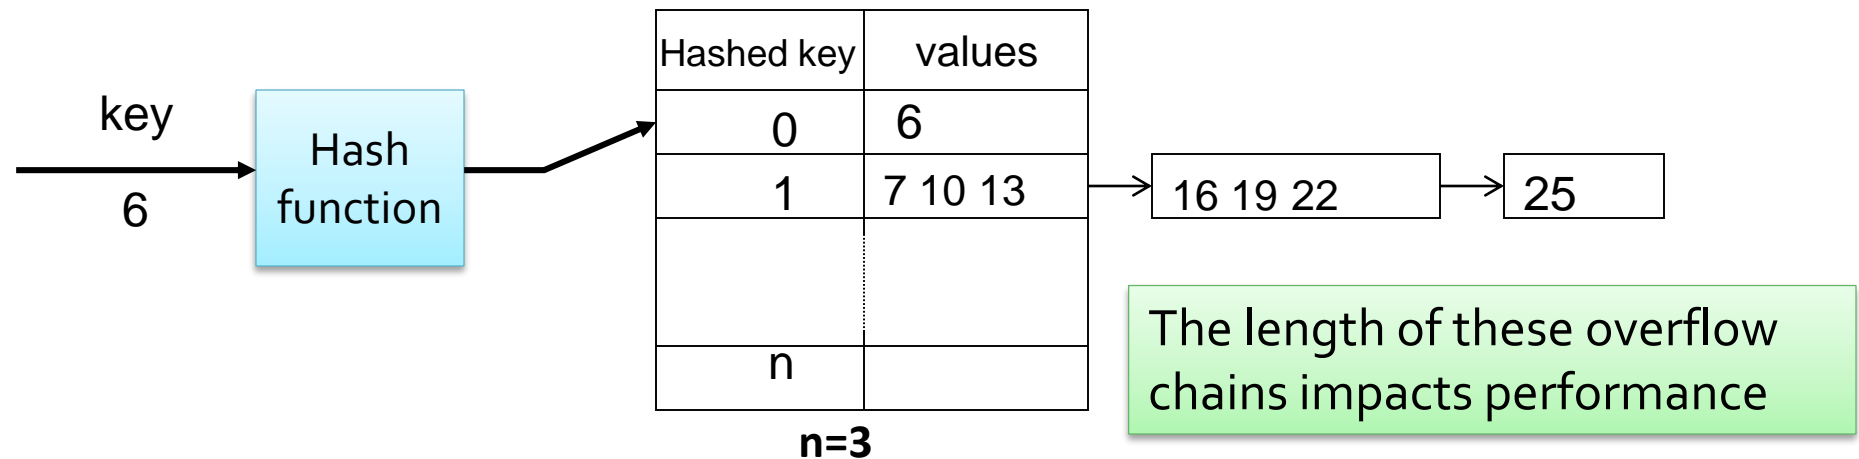 key
6
Hash
function
Hashed key values
0 6
1 7 10 13
n
n=3
16 19 22
25
The length of these overflow
chains impacts performance